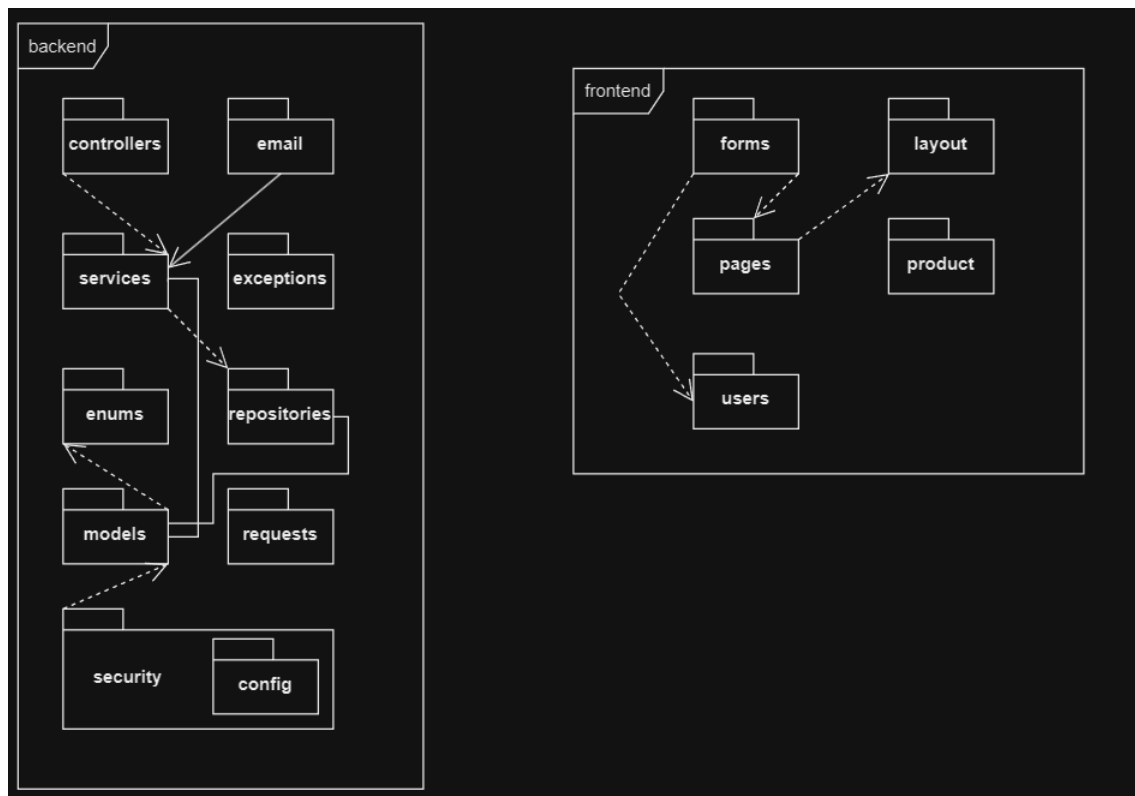 backend
controllers
email
services
exceptions
enums
repositories
models
requests
security
config
frontend
forms
layout
pages
product
users